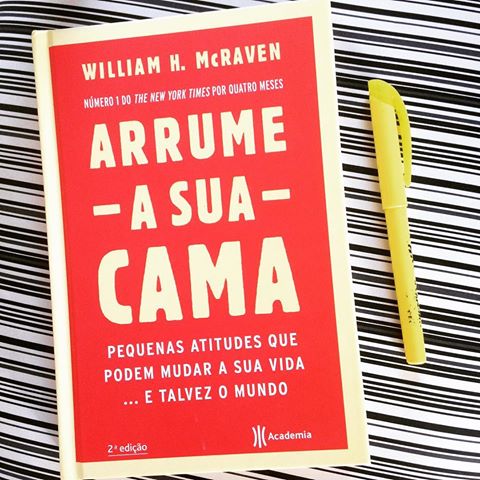 WILLIAM H. McRAVEN
NÚMERO 1 DO THE NEW YORK TIMES POR QUATRO MESES
ARRUME
– A SUA –
CAMA
PEQUENAS ATITUDES QUE
PODEM MUDAR A SUA VIDA
... E TALVEZ O MUNDO
2ª edição
Academia